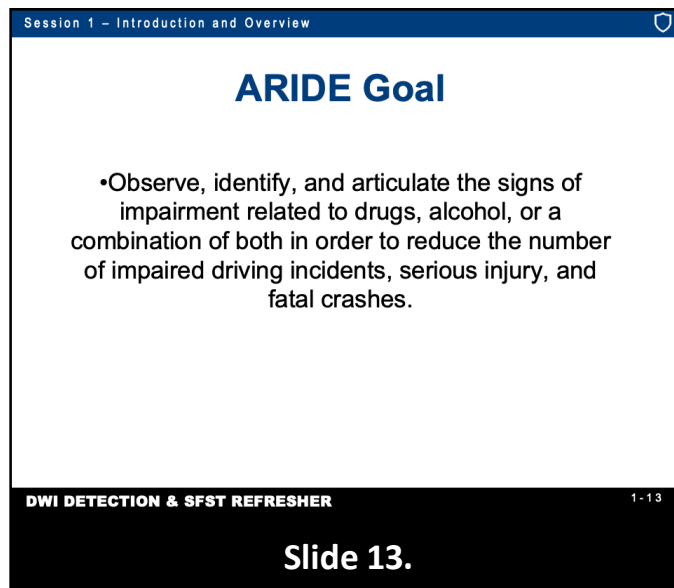 Session 1 – Introduction and Overview
ARIDE Goal
•Observe, identify, and articulate the signs of
impairment related to drugs, alcohol, or a
combination of both in order to reduce the number
of impaired driving incidents, serious injury, and
fatal crashes.
DWI DETECTION & SFST REFRESHER
1-13
Slide 13.